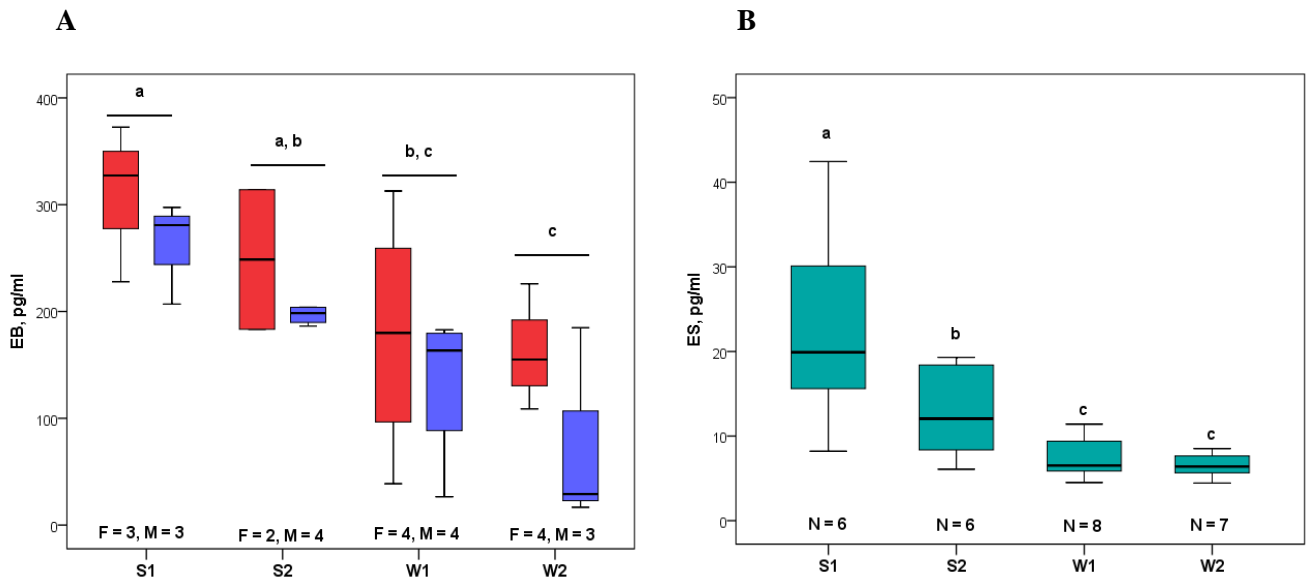 A
EB, pg/ml
400
300
200
100
0
a
a, b
b, c
c
F = 3, M = 3
F = 2, M = 4
F = 4, M = 4
F = 4, M = 3
S1
S2
W1
W2
B
ES, pg/ml
50
40
30
20
10
0
a
b
c
c
N = 6
N = 6
N = 8
N = 7
S1
S2
W1
W2